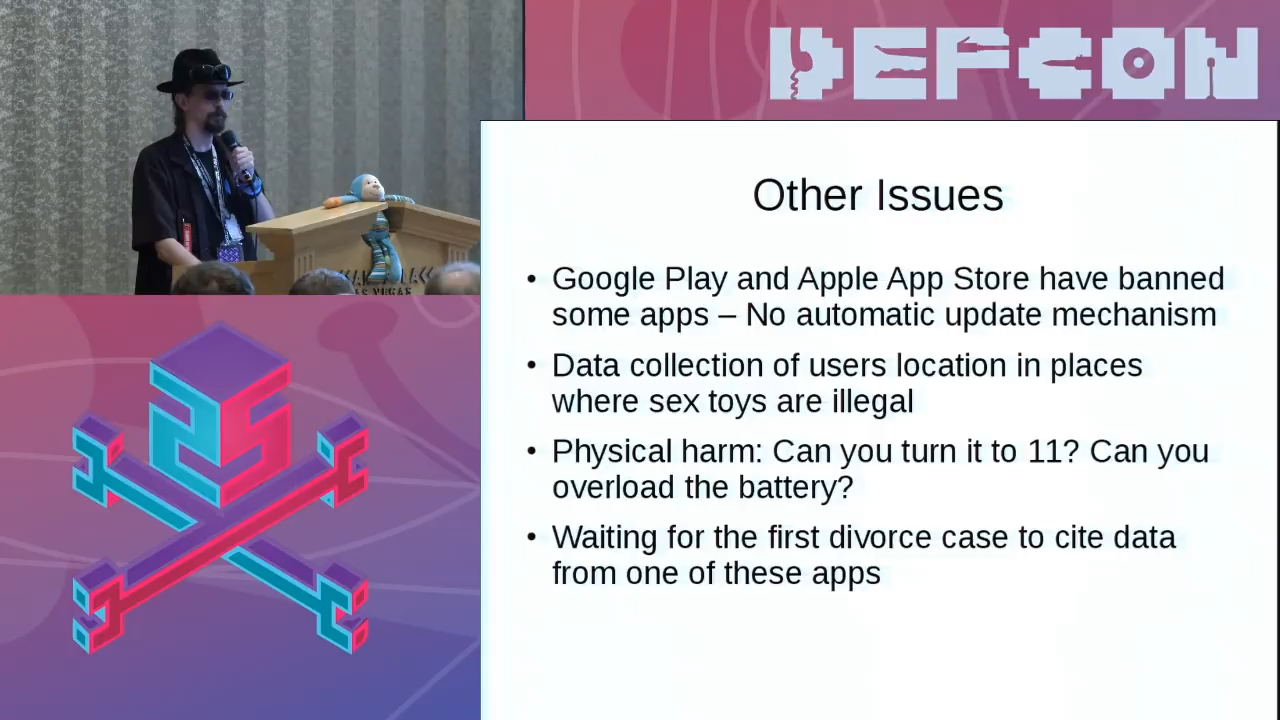 DEFCON
Other Issues
• Google Play and Apple App Store have banned
some apps – No automatic update mechanism
• Data collection of users location in places
where sex toys are illegal
• Physical harm: Can you turn it to 11? Can you
overload the battery?
• Waiting for the first divorce case to cite data
from one of these apps